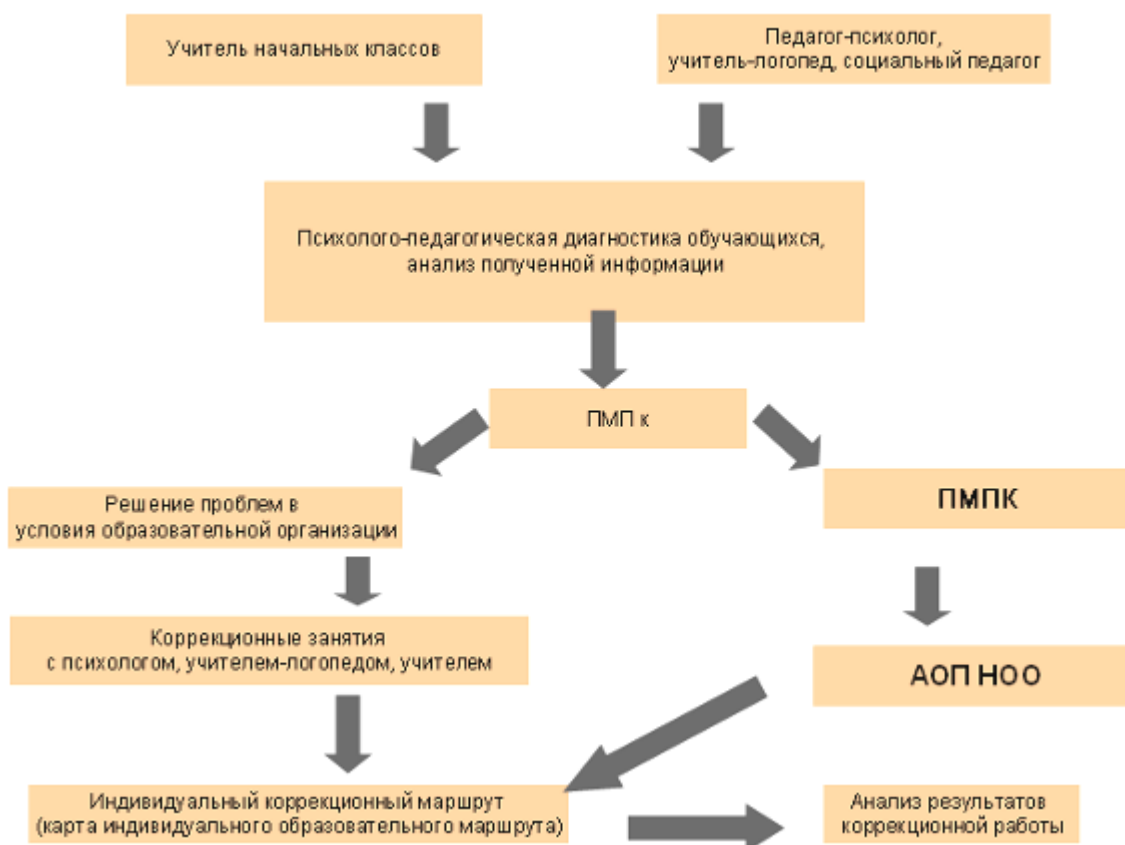 Учитель начальных классов
Педагог-психолог,
учитель-логопед, социальный педагог
Психолого-педагогическая диагностика обучающихся,
анализ полученной информации
ПМП к
Решение проблем в
условия образовательной организации
ПМПК
Коррекционные занятия
с психологом, учителем-логопедом, учителем
АОП НОО
Индивидуальный коррекционный маршрут
(карта индивидуального образовательного маршрута)
Анализ результатов
коррекционной работы